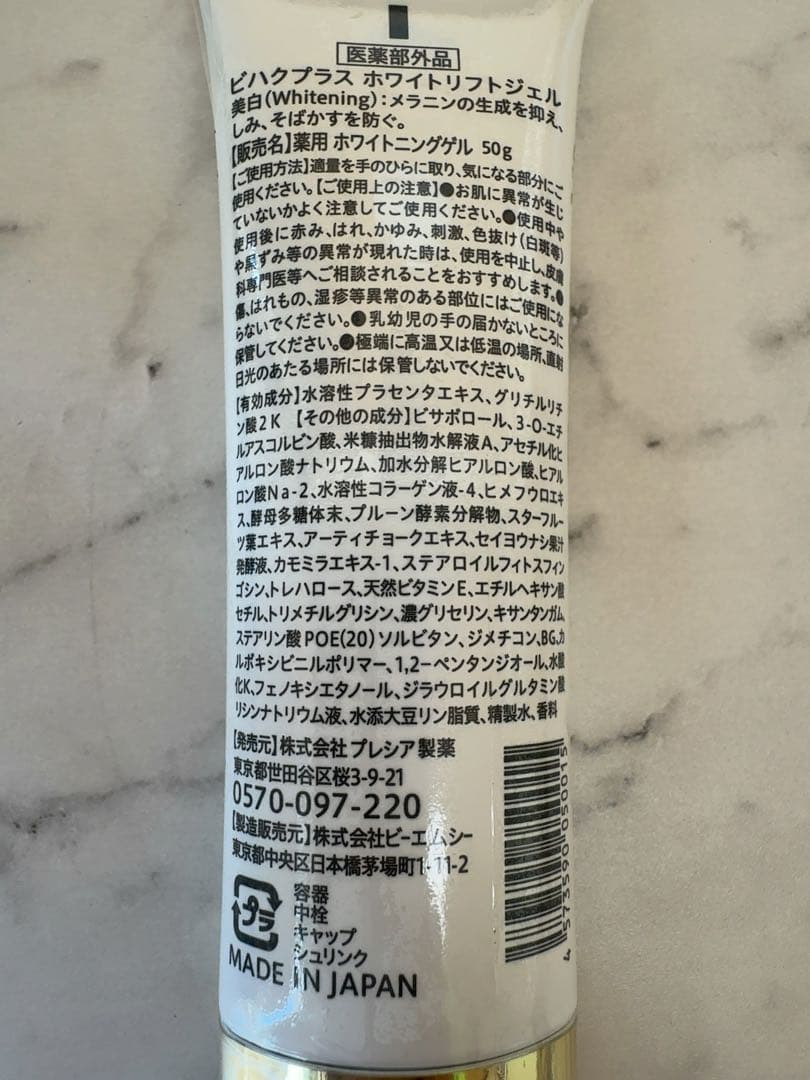 医薬部外品
ビハクプラス ホワイトリフトジェル
美白(Whitening):メラニンの生成を抑え、
しみ、そばかすを防ぐ。
【販売名】薬用 ホワイトニングゲル 50g
【ご使用方法】適量を手のひらに取り、気になる部分にご
使用ください。【ご使用上の注意】●お肌に異常が生じ
ていないかよく注意してご使用ください。●使用中や
使用後に赤み、はれ、かゆみ、刺激、色抜け(白斑等)
や黒ずみ等の異常が現れた時は、使用を中止し、皮膚
科専門医等へご相談されることをおすすめします。●
傷、はれもの、湿疹等異常のある部位にはご使用にな
らないでください。●乳幼児の手の届かないところに
保管してください。●極端に高温又は低温の場所、直射
日光のあたる場所には保管しないでください。
【有効成分】水溶性プラセンタエキス、グリチルリチ
ン酸2K 【その他の成分】ビサボロール、3-O-エチ
ルアスコルビン酸、米糠抽出物水解液A、アセチル化ヒ
アルロン酸ナトリウム、加水分解ヒアルロン酸、ヒアル
ロン酸Na-2、水溶性コラーゲン液-4、ヒメフウロエキ
ス、酵母多糖体末、プルーン酵素分解物、スターフルー
ツ葉エキス、アーティチョークエキス、セイヨウナシ果汁
発酵液、カモミラエキス-1、ステアロイルフィトスフィン
ゴシン、トレハロース、天然ビタミンE、エチルヘキサン酸
セチル、トリメチルグリシン、濃グリセリン、キサンタンガム、
ステアリン酸POE(20)ソルビタン、ジメチコン、BG、カ
ルボキシビニルポリマー、1,2-ペンタンジオール、水酸
化K、フェノキシエタノール、ジラウロイルグルタミン酸
リシンナトリウム液、水添大豆リン脂質、精製水、香料
【発売元】株式会社プレシア製薬
東京都世田谷区桜3-9-21
0570-097-220
【製造販売元】株式会社ビーエムシー
東京都中央区日本橋茅場町1-11-2
プラ
容器
中栓
キャップ
シュリンク
MADE IN JAPAN
4 573590 050015